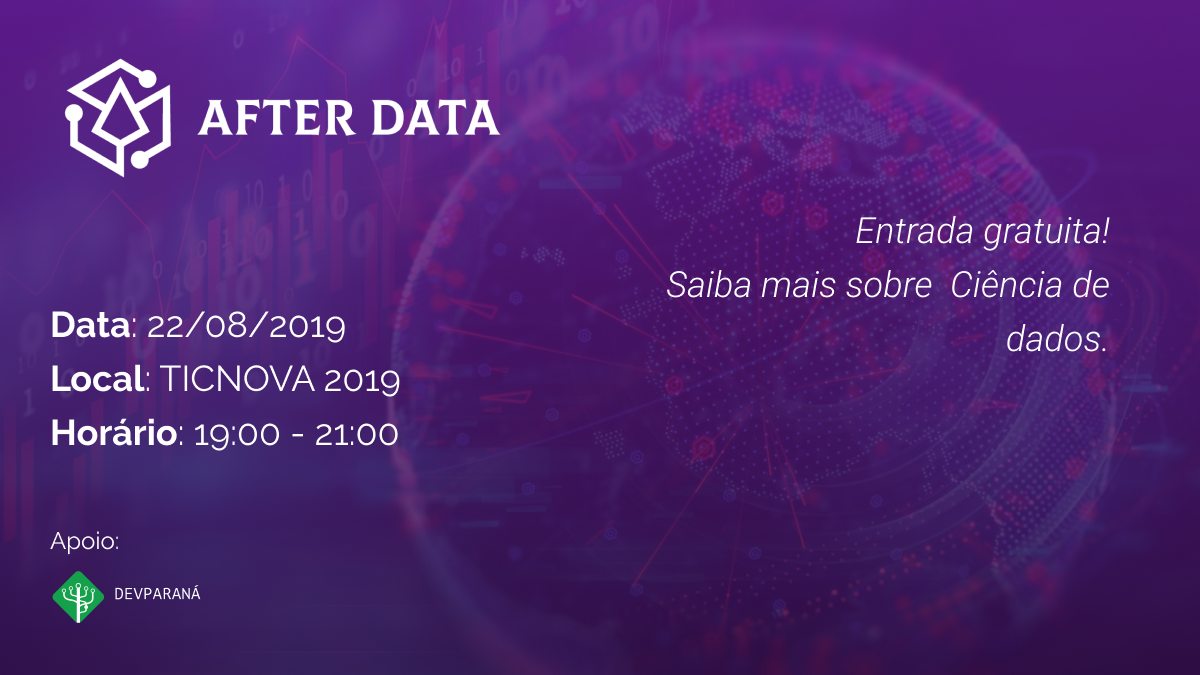 AFTER DATA
Entrada gratuita!
Saiba mais sobre Ciência de
dados.
Data: 22/08/2019
Local: TICNOVA 2019
Horário: 19:00 - 21:00
Apoio:
DEVPARANÁ